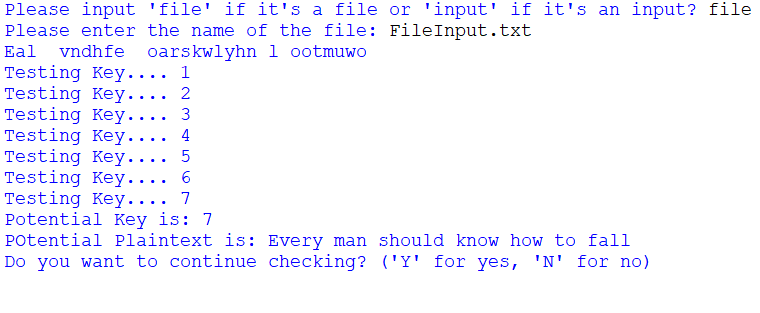 Please input 'file' if it's a file or 'input' if it's an input? file
Please enter the name of the file: FileInput.txt
Eal  vndhfe  oarskwlyhn l ootmuwo
Testing Key.... 1
Testing Key.... 2
Testing Key.... 3
Testing Key.... 4
Testing Key.... 5
Testing Key.... 6
Testing Key.... 7
Potential Key is: 7
POtential Plaintext is: Every man should know how to fall
Do you want to continue checking? ('Y' for yes, 'N' for no)